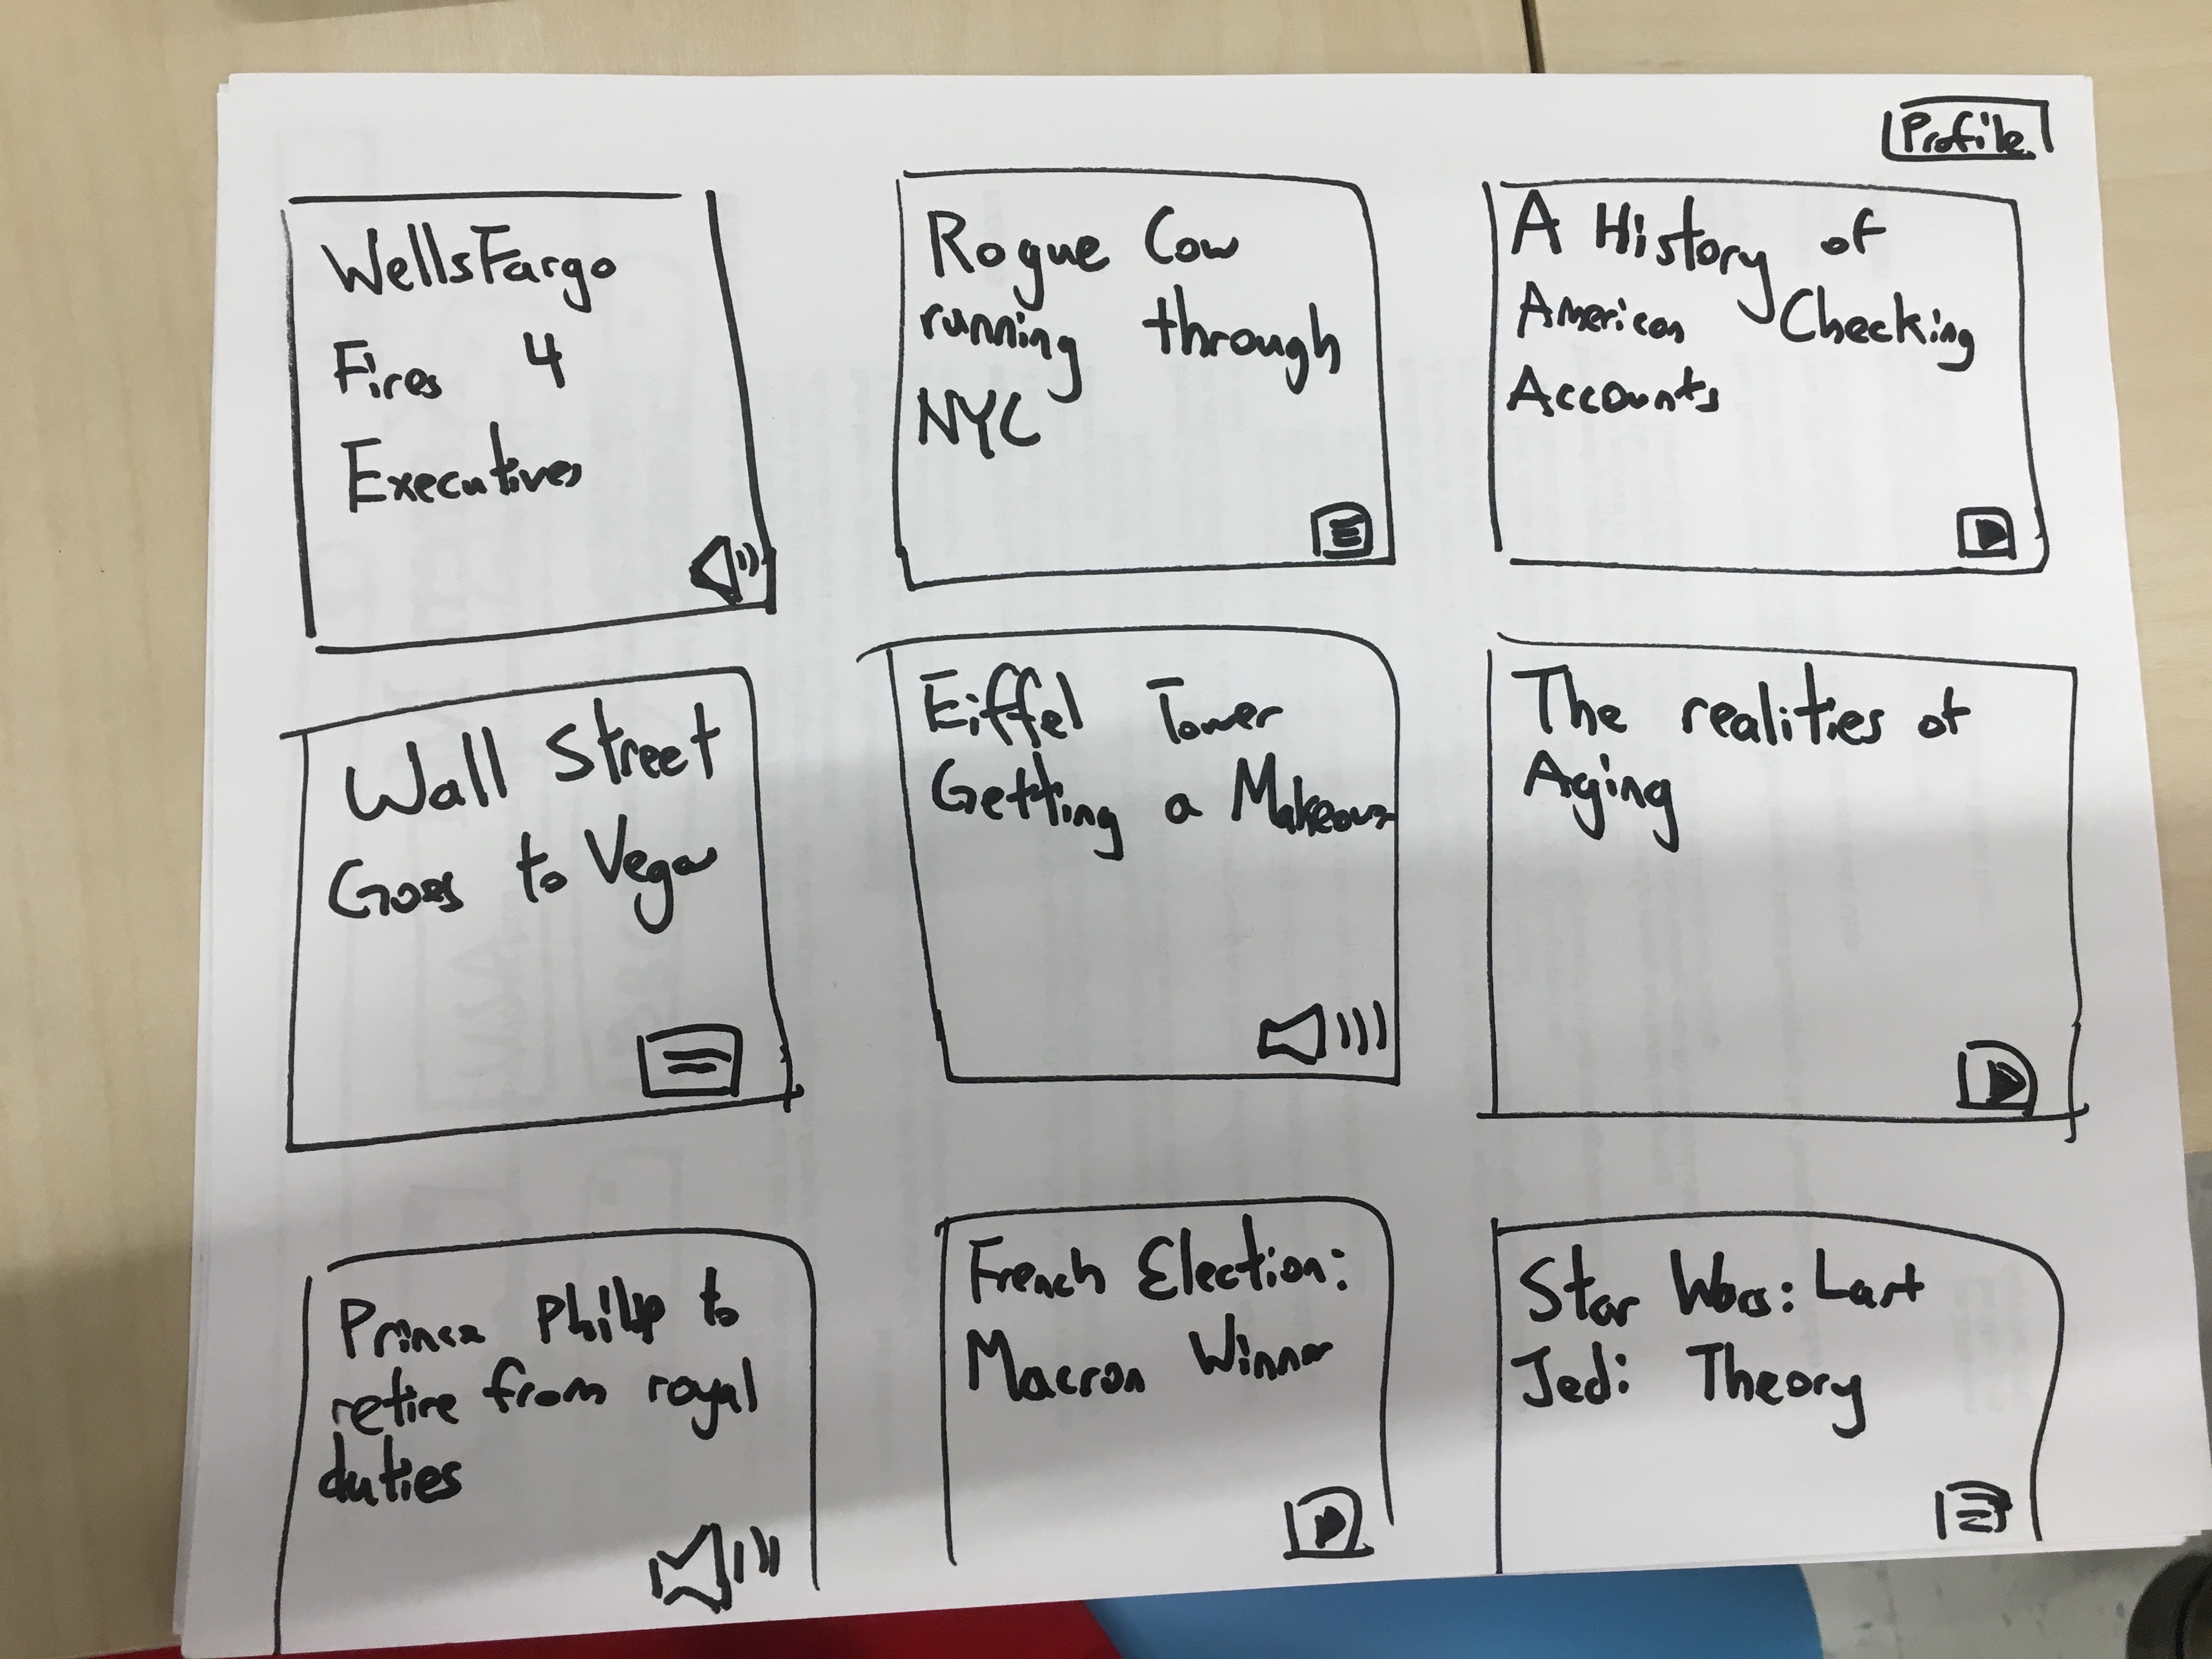 Profile
WellsFargo
Fires 4
Executives
Rogue Cow
running through
NYC
A History of
American Checking
Accounts
Wall Street
Goes to Vegas
Eiffel Tower
Getting a Makeover
The realities of
Aging
Prince Philip to
retire from royal
duties
French Election:
Macron Winner
Star Wars: Last
Jedi Theory